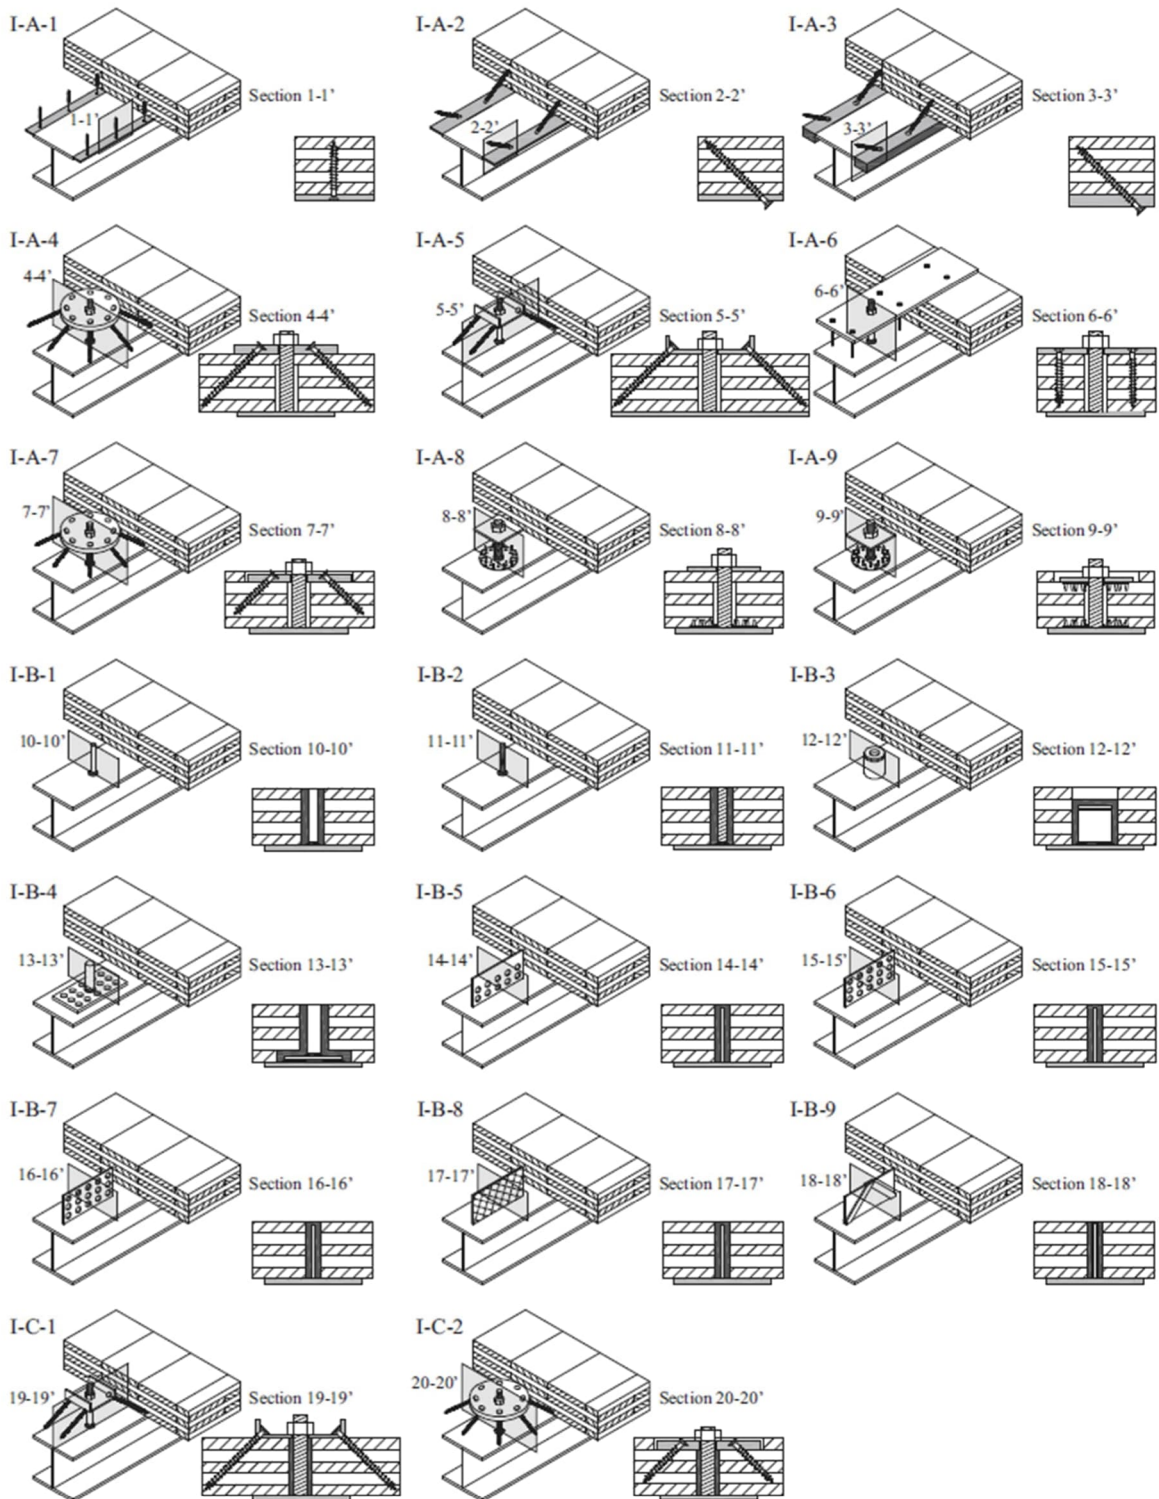 I-A-1
I-A-2
I-A-3
Section 1-1’
Section 2-2’
Section 3-3’
1-1’
2-2’
3-3’
I-A-4
I-A-5
I-A-6
4-4’
5-5’
6-6’
Section 4-4’
Section 5-5’
Section 6-6’
I-A-7
I-A-8
I-A-9
7-7’
8-8’
9-9’
Section 7-7’
Section 8-8’
Section 9-9’
I-B-1
I-B-2
I-B-3
10-10’
11-11’
12-12’
Section 10-10’
Section 11-11’
Section 12-12’
I-B-4
I-B-5
I-B-6
13-13’
14-14’
15-15’
Section 13-13’
Section 14-14’
Section 15-15’
I-B-7
I-B-8
I-B-9
16-16’
17-17’
18-18’
Section 16-16’
Section 17-17’
Section 18-18’
I-C-1
I-C-2
19-19’
20-20’
Section 19-19’
Section 20-20’